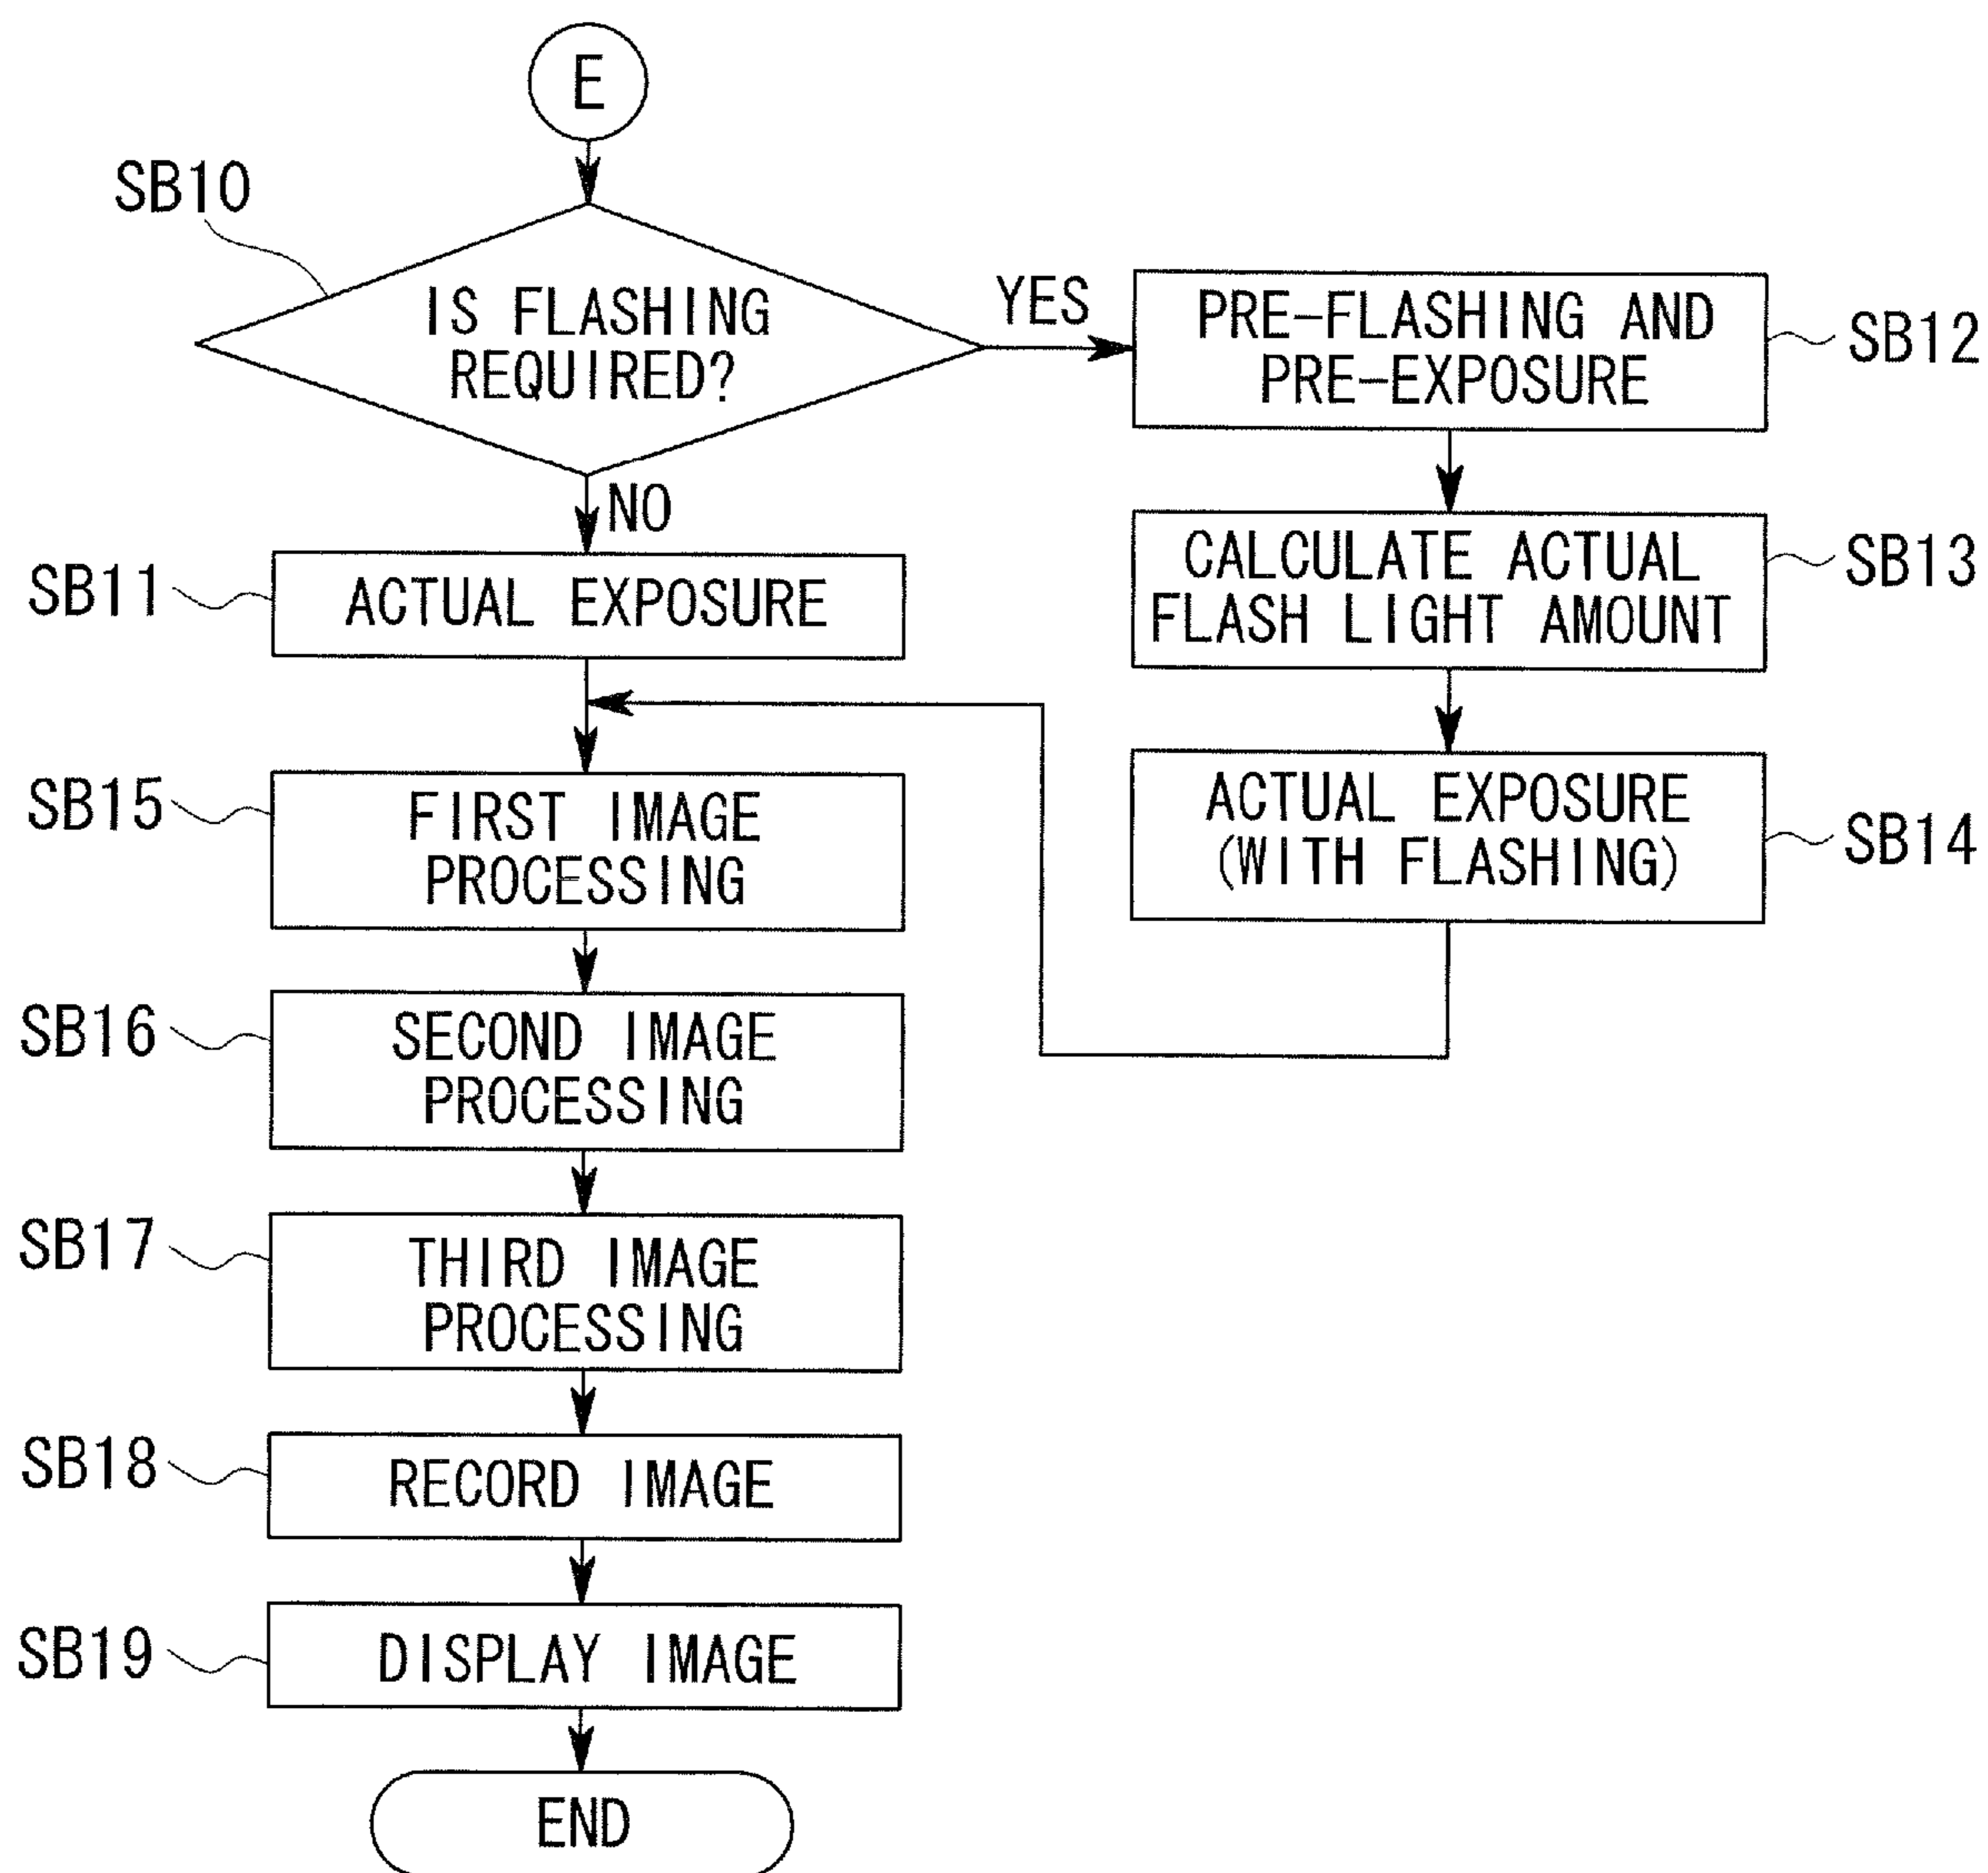 E
SB10
IS FLASHING
REQUIRED?
YES
PRE-FLASHING AND
PRE-EXPOSURE
SB12
NO
SB11
ACTUAL EXPOSURE
CALCULATE ACTUAL
FLASH LIGHT AMOUNT
SB13
SB15
FIRST IMAGE
PROCESSING
ACTUAL EXPOSURE
(WITH FLASHING)
SB14
SB16
SECOND IMAGE
PROCESSING
SB17
THIRD IMAGE
PROCESSING
SB18
RECORD IMAGE
SB19
DISPLAY IMAGE
END